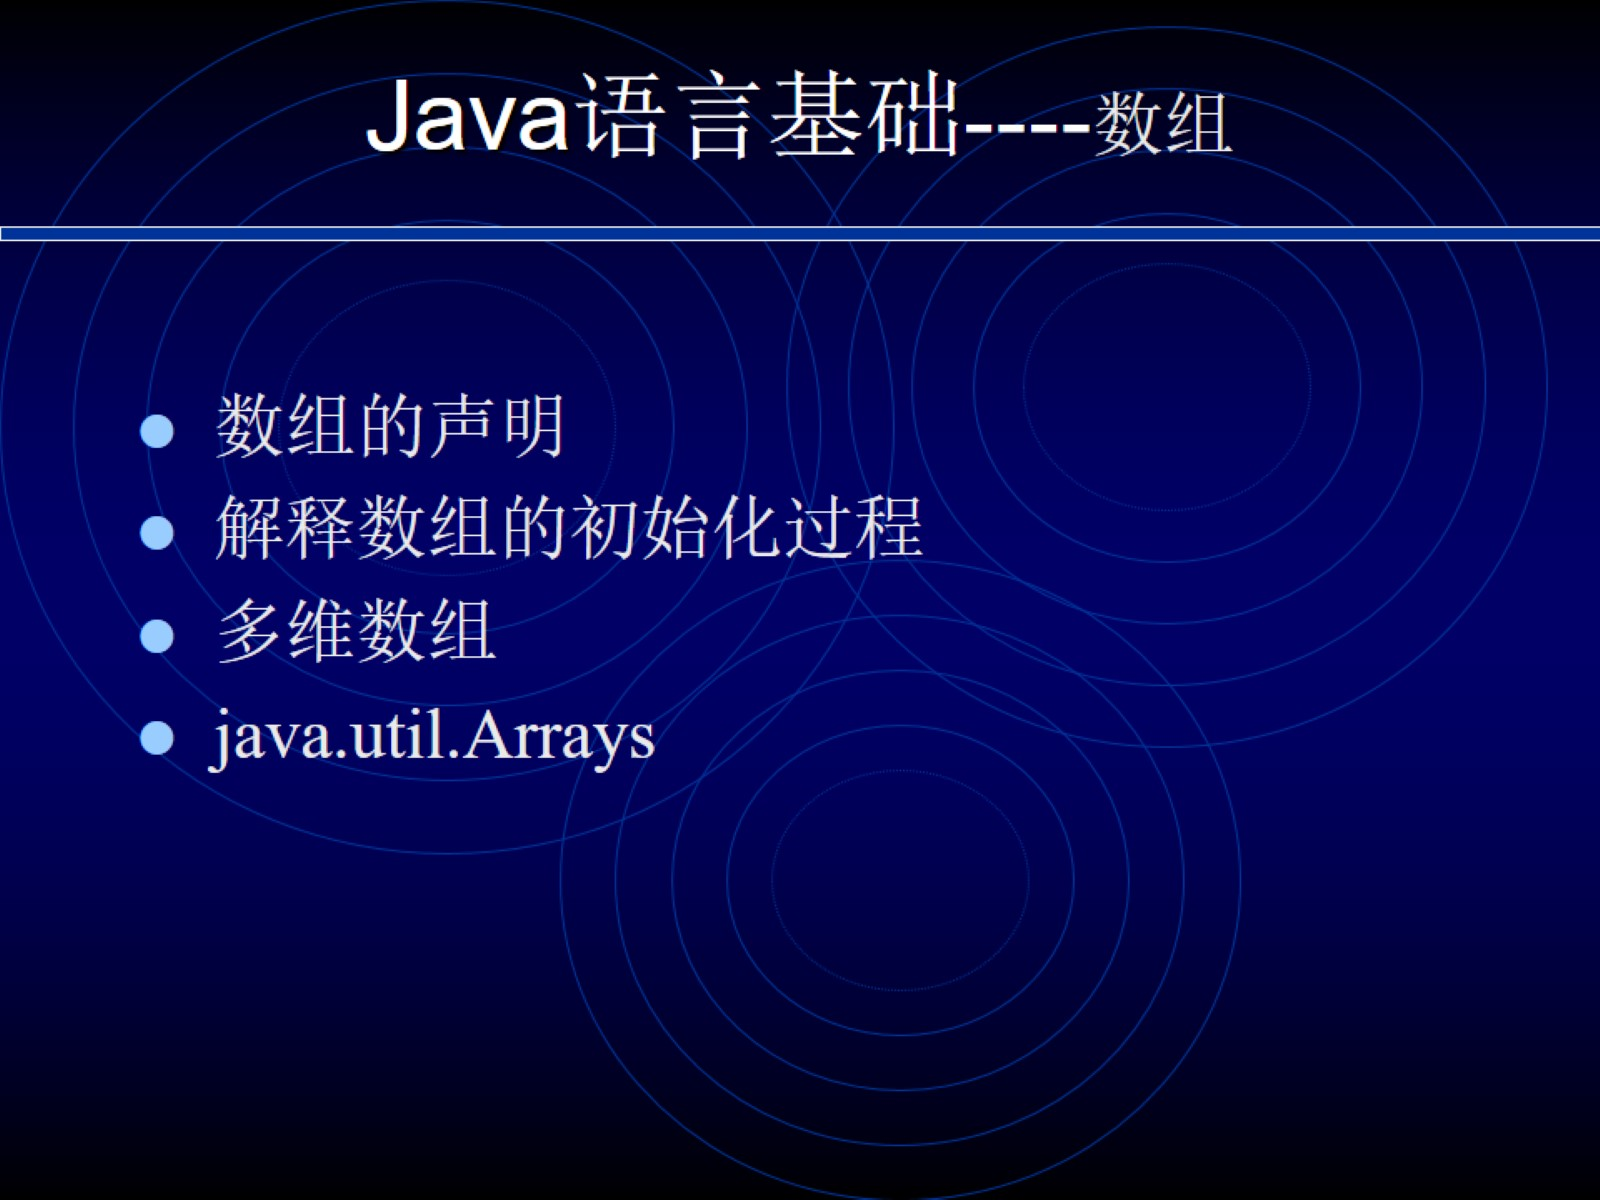 Java语言基础----数组
数组的声明
解释数组的初始化过程
多维数组
java.util.Arrays